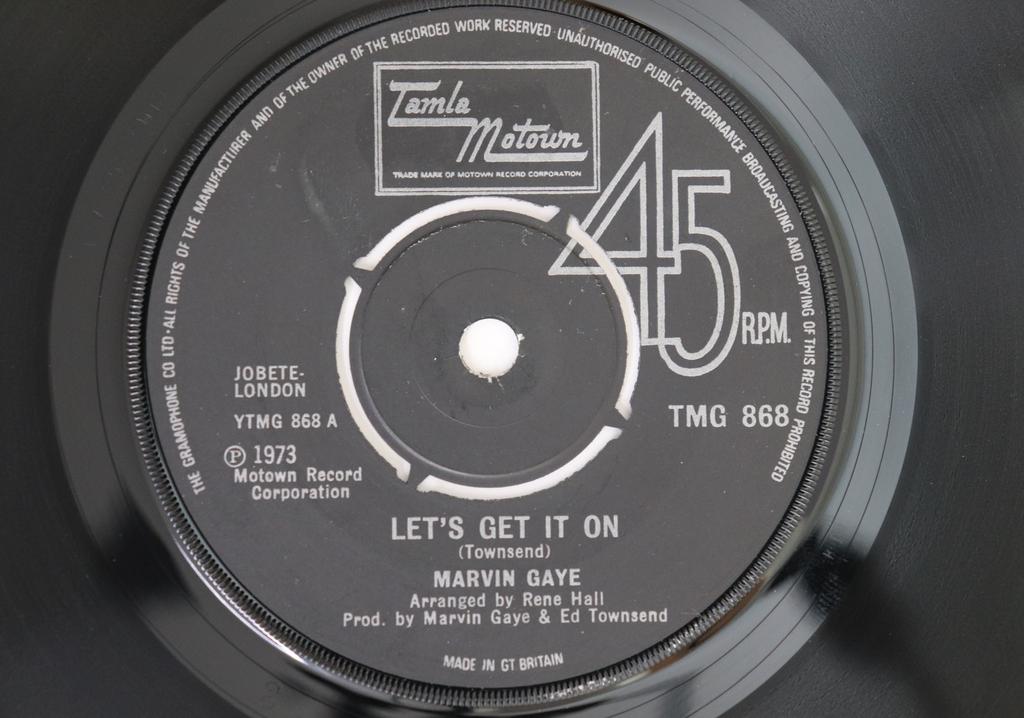 THE GRAMOPHONE CO LTD·ALL RIGHTS OF THE MANUFACTURER AND OF THE OWNER OF THE RECORDED WORK RESERVED·UNAUTHORISED PUBLIC PERFORMANCE BROADCASTING AND COPYING OF THIS RECORD PROHIBITED
Tamla
Motown
TRADE MARK OF MOTOWN RECORD CORPORATION
45
R.P.M.
JOBETE-
LONDON
YTMG 868 A
TMG 868
Ⓟ 1973
Motown Record
Corporation
LET'S GET IT ON
(Townsend)
MARVIN GAYE
Arranged by Rene Hall
Prod. by Marvin Gaye & Ed Townsend
MADE IN GT BRITAIN